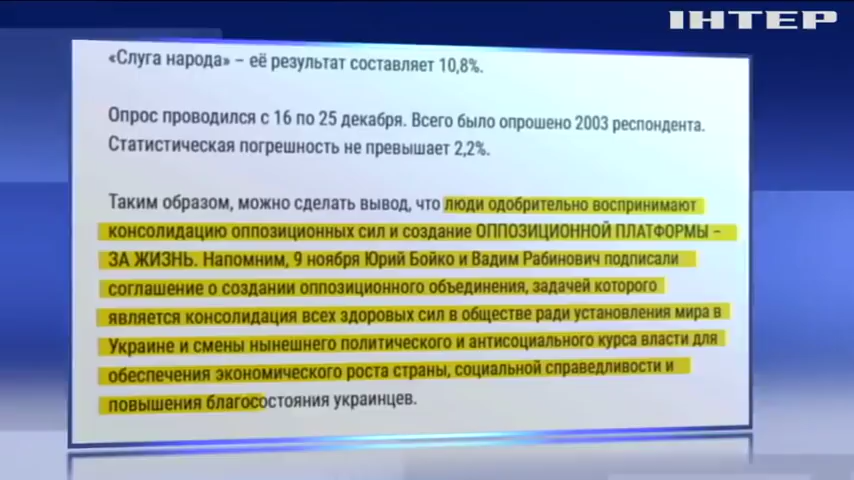 ІНТЕР
«Слуга народа» – её результат составляет 10,8%.
Опрос проводился с 16 по 25 декабря. Всего было опрошено 2003 респондента.
Статистическая погрешность не превышает 2,2%.
Таким образом, можно сделать вывод, что люди одобрительно воспринимают
консолидацию оппозиционных сил и создание ОППОЗИЦИОННОЙ ПЛАТФОРМЫ –
ЗА ЖИЗНЬ. Напомним, 9 ноября Юрий Бойко и Вадим Рабинович подписали
соглашение о создании оппозиционного объединения, задачей которого
является консолидация всех здоровых сил в обществе ради установления мира в
Украине и смены нынешнего политического и антисоциального курса власти для
обеспечения экономического роста страны, социальной справедливости и
повышения благосостояния украинцев.